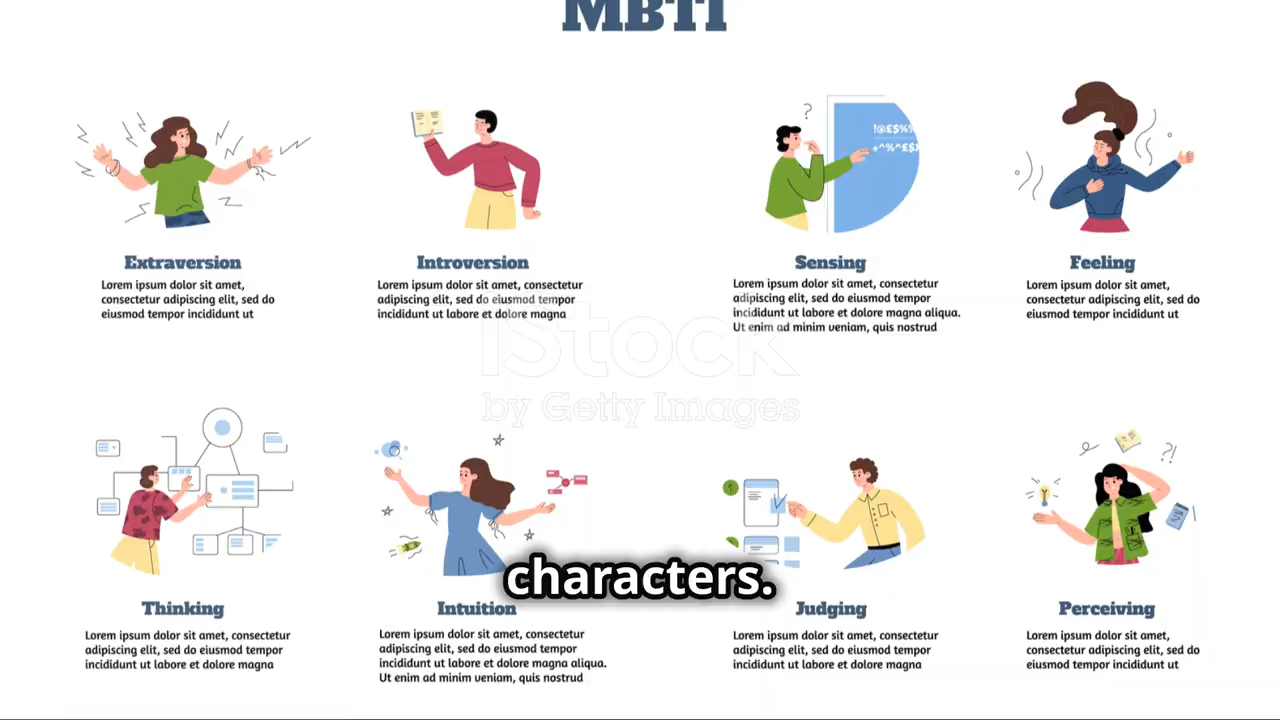 MBTI
!@£$%
+^%^£$
Extraversion
Lorem ipsum dolor sit amet,
consectetur adipiscing elit, sed do
eiusmod tempor incididunt ut
Introversion
Lorem ipsum dolor sit amet, consectetur
adipiscing elit, sed do eiusmod tempor
incididunt ut labore et dolore magna
Sensing
Lorem ipsum dolor sit amet, consectetur
adipiscing elit, sed do eiusmod tempor
incididunt ut labore et dolore magna aliqua.
Ut enim ad minim veniam, quis nostrud
Feeling
Lorem ipsum dolor sit amet,
consectetur adipiscing elit, sed do
eiusmod tempor incididunt ut
iStock
by Getty Images
Thinking
Lorem ipsum dolor sit amet, consectetur
adipiscing elit, sed do eiusmod tempor
incididunt ut labore et dolore magna
Intuition
Lorem ipsum dolor sit amet, consectetur
adipiscing elit, sed do eiusmod tempor
incididunt ut labore et dolore magna aliqua.
Ut enim ad minim veniam, quis nostrud
characters.
Judging
Lorem ipsum dolor sit amet, consectetur
adipiscing elit, sed do eiusmod tempor
incididunt ut labore et dolore magna
Perceiving
Lorem ipsum dolor sit amet,
consectetur adipiscing elit, sed do
eiusmod tempor incididunt ut